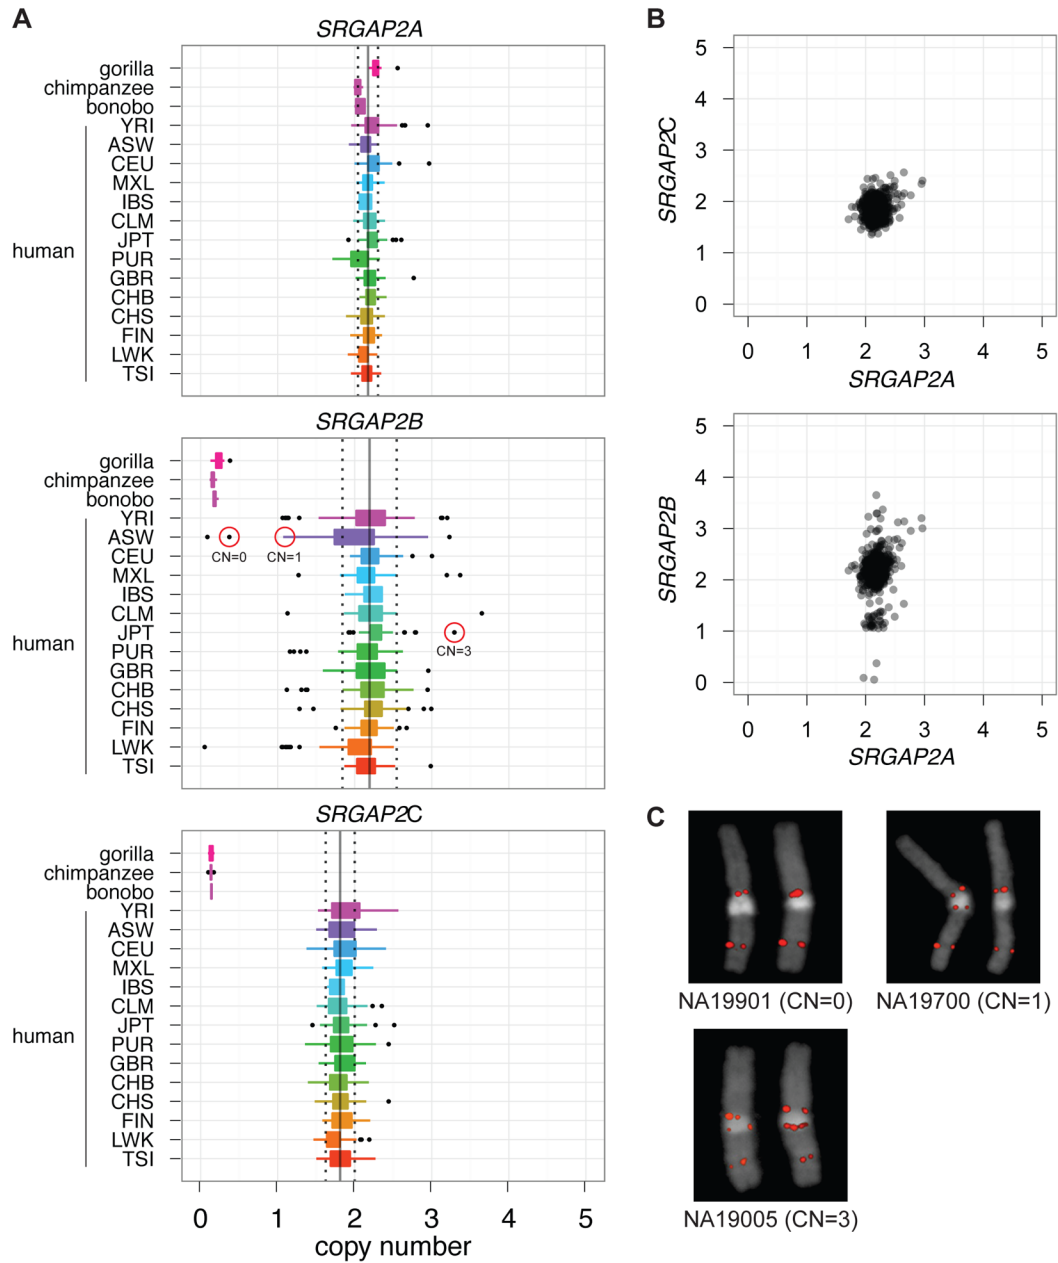 A
SRGAP2A
gorilla
chimpanzee
bonobo
YRI
ASW
CEU
MXL
IBS
CLM
JPT
human
PUR
GBR
CHB
CHS
FIN
LWK
TSI
SRGAP2B
gorilla
chimpanzee
bonobo
YRI
ASW
CN=0 CN=1
CEU
MXL
IBS
CLM
JPT
CN=3
human
PUR
GBR
CHB
CHS
FIN
LWK
TSI
SRGAP2C
gorilla
chimpanzee
bonobo
YRI
ASW
CEU
MXL
IBS
CLM
JPT
human
PUR
GBR
CHB
CHS
FIN
LWK
TSI
0 1 2 3 4 5
copy number
B
5
4
3
2
1
0
SRGAP2C
0 1 2 3 4 5
SRGAP2A
5
4
3
2
1
0
SRGAP2B
0 1 2 3 4 5
SRGAP2A
C
NA19901 (CN=0) NA19700 (CN=1)
NA19005 (CN=3)